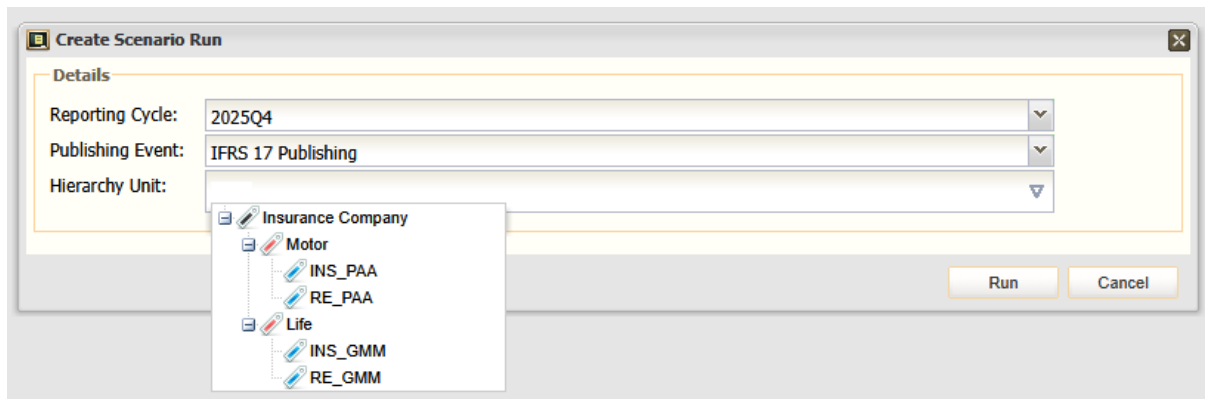 Create Scenario Run
Details
Reporting Cycle: 2025Q4
Publishing Event: IFRS 17 Publishing
Hierarchy Unit:
Insurance Company
Motor
INS_PAA
RE_PAA
Life
INS_GMM
RE_GMM
Run Cancel